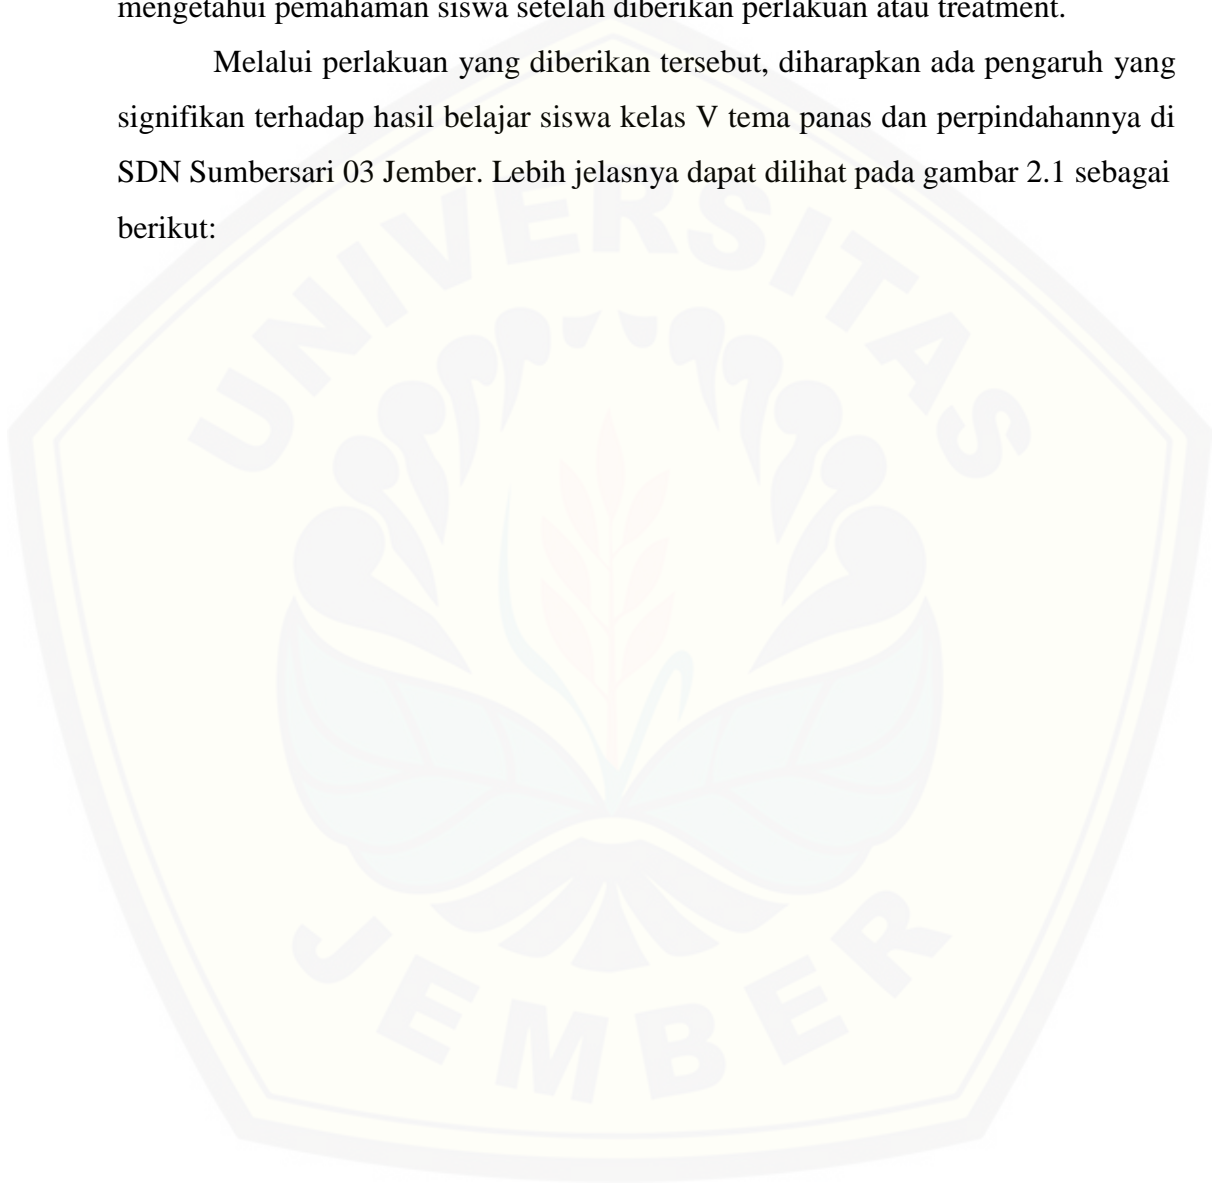 mengetahui pemahaman siswa setelah diberikan perlakuan atau treatment.
Melalui perlakuan yang diberikan tersebut, diharapkan ada pengaruh yang
signifikan terhadap hasil belajar siswa kelas V tema panas dan perpindahannya di
SDN Sumbersari 03 Jember. Lebih jelasnya dapat dilihat pada gambar 2.1 sebagai
berikut:
UNIVERSITAS
JEMBER